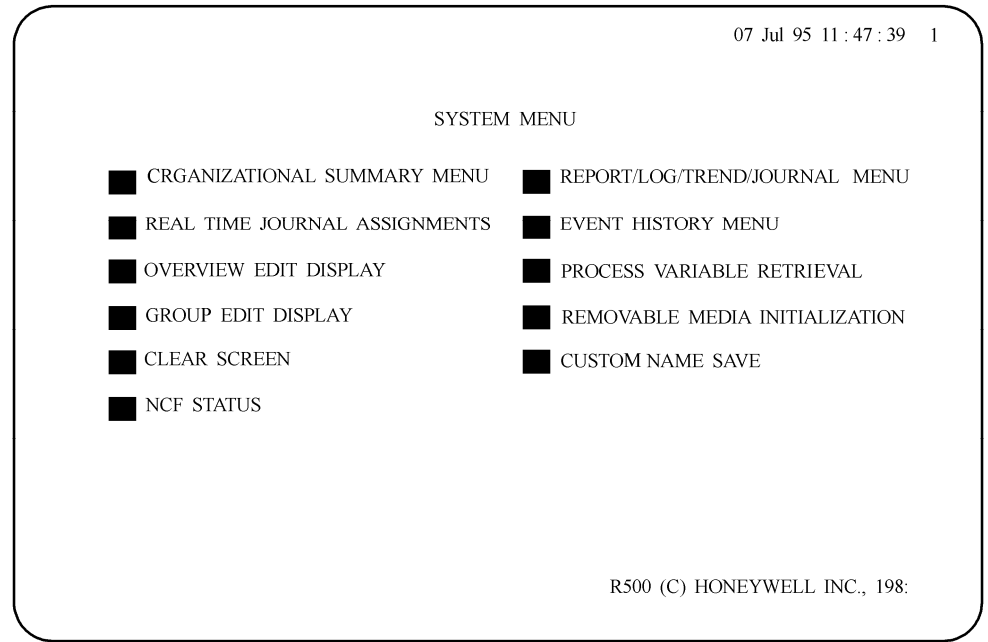 07 Jul 95 11 : 47 : 39 1
SYSTEM MENU
CRGANIZATIONAL SUMMARY MENU
REAL TIME JOURNAL ASSIGNMENTS
OVERVIEW EDIT DISPLAY
GROUP EDIT DISPLAY
CLEAR SCREEN
NCF STATUS
REPORT/LOG/TREND/JOURNAL MENU
EVENT HISTORY MENU
PROCESS VARIABLE RETRIEVAL
REMOVABLE MEDIA INITIALIZATION
CUSTOM NAME SAVE
R500 (C) HONEYWELL INC., 198: